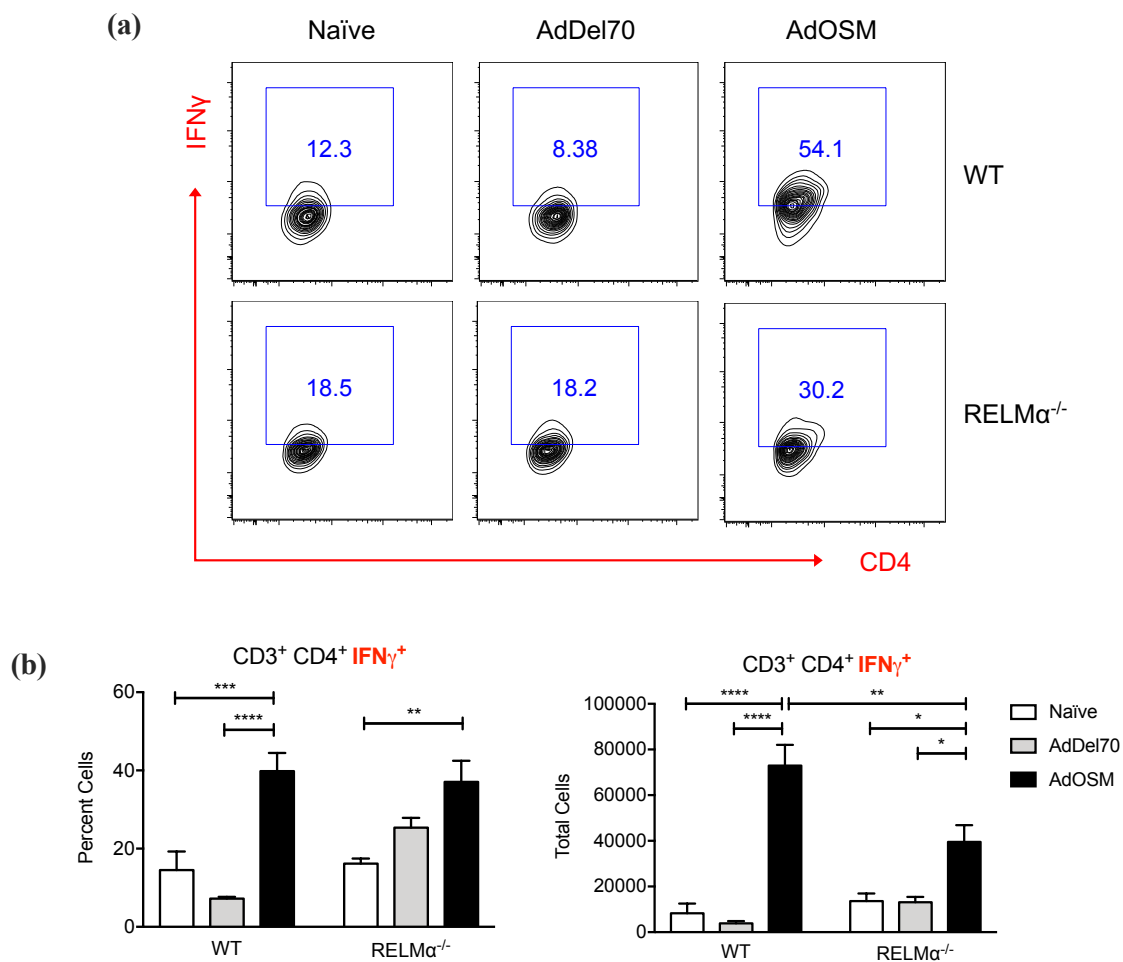 (a)
Naïve AdDel70 AdOSM
IFNγ
12.3 8.38 54.1
WT
18.5 18.2 30.2
RELMα-/-
CD4
(b)
CD3+ CD4+ IFNγ+
Percent Cells
60
40
20
0
*** **** **
WT RELMα-/-
CD3+ CD4+ IFNγ+
Total Cells
100000
80000
60000
40000
20000
0
**** **
**** *
*
WT RELMα-/-
Naïve
AdDel70
AdOSM